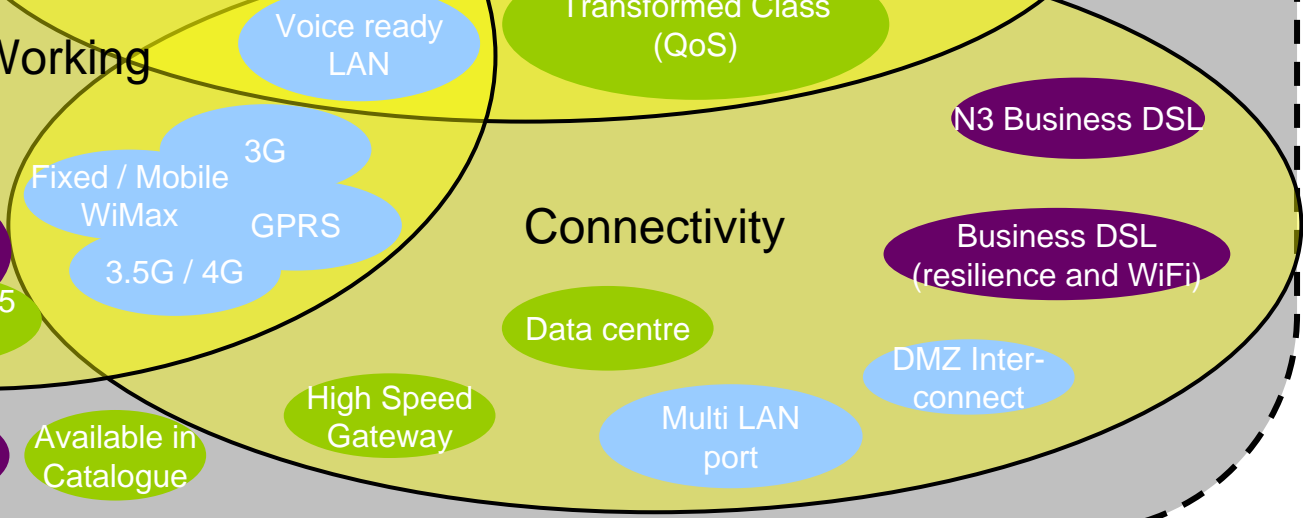 Voice ready
LAN
Transformed Class
(QoS)
Working
N3 Business DSL
3G
Fixed / Mobile
WiMax
GPRS
Connectivity
Business DSL
(resilience and WiFi)
3.5G / 4G
5
Data centre
DMZ Inter-
connect
High Speed
Gateway
Multi LAN
port
Available in
Catalogue